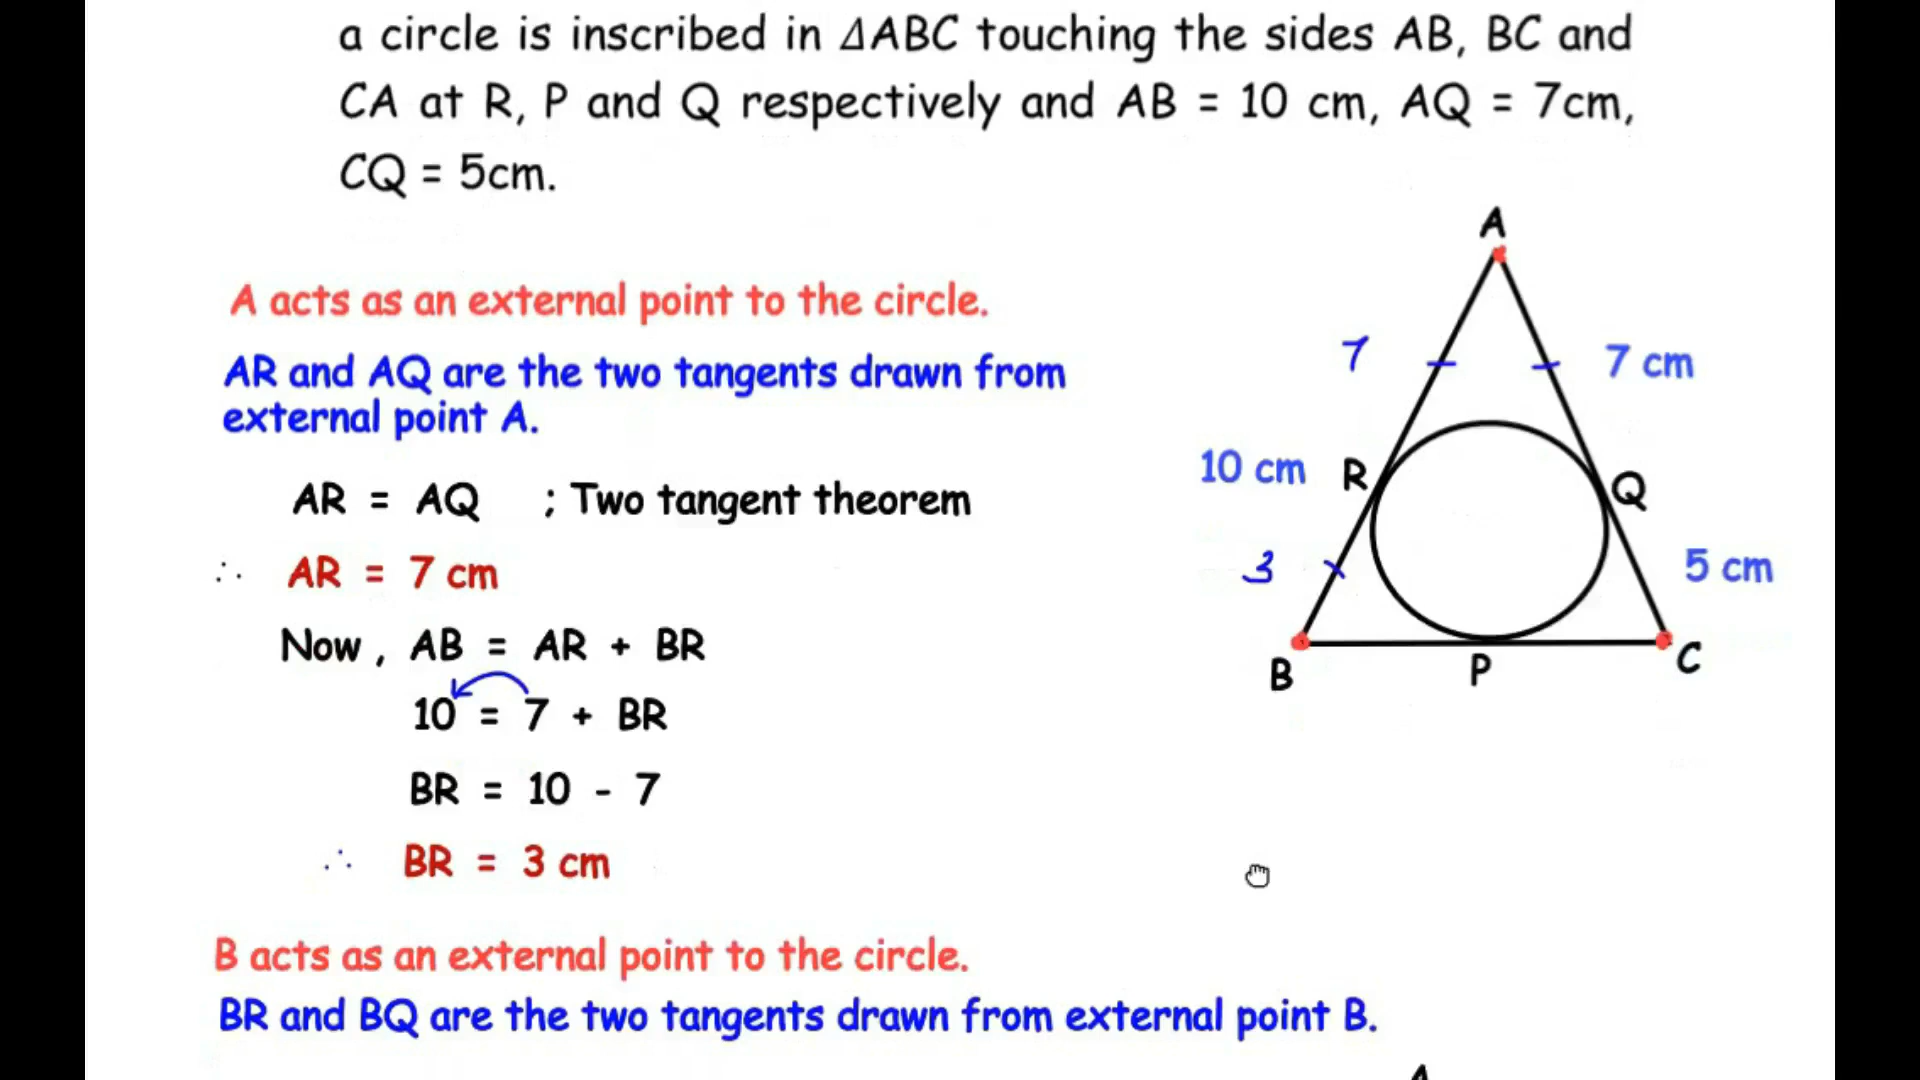 a circle is inscribed in ΔABC touching the sides AB, BC and
CA at R, P and Q respectively and AB = 10 cm, AQ = 7cm,
CQ = 5cm.
A acts as an external point to the circle.
AR and AQ are the two tangents drawn from
external point A.
AR = AQ ; Two tangent theorem
∴ AR = 7 cm
Now , AB = AR + BR
10 = 7 + BR
BR = 10 - 7
∴ BR = 3 cm
B acts as an external point to the circle.
BR and BQ are the two tangents drawn from external point B.
A
7
7 cm
10 cm
R
Q
3
5 cm
B
P
C